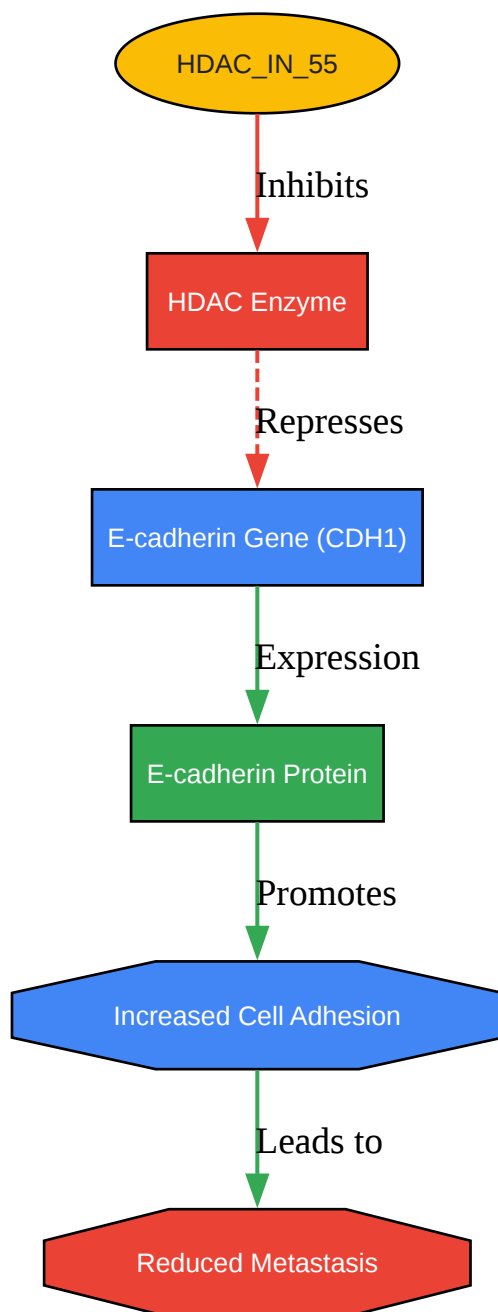 HDAC_IN_55
Inhibits
HDAC Enzyme
Represses
E-cadherin Gene (CDH1)
Expression
E-cadherin Protein
Promotes
Increased Cell Adhesion
Leads to
Reduced Metastasis